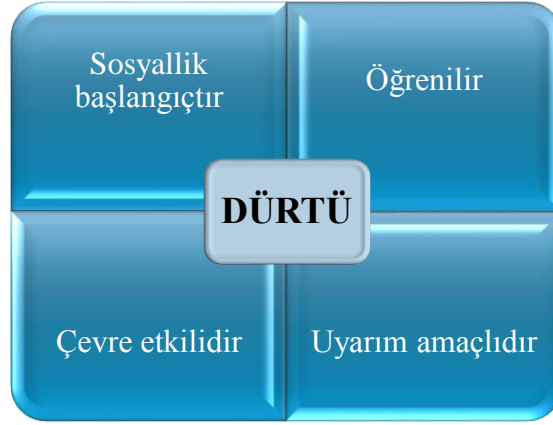 Sosyallik
başlangıçtır
Öğrenilir
DÜRTÜ
Çevre etkilidir
Uyarım amaçlıdır